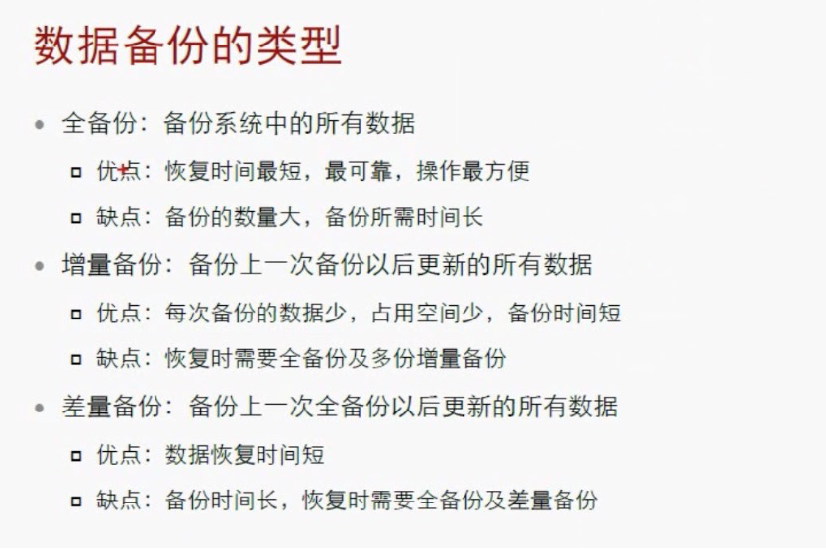 数据备份的类型
全备份：备份系统中的所有数据
优点：恢复时间最短，最可靠，操作最方便
缺点：备份的数量大，备份所需时间长
增量备份：备份上一次备份以后更新的所有数据
优点：每次备份的数据少，占用空间少，备份时间短
缺点：恢复时需要全备份及多份增量备份
差量备份：备份上一次全备份以后更新的所有数据
优点：数据恢复时间短
缺点：备份时间长，恢复时需要全备份及差量备份